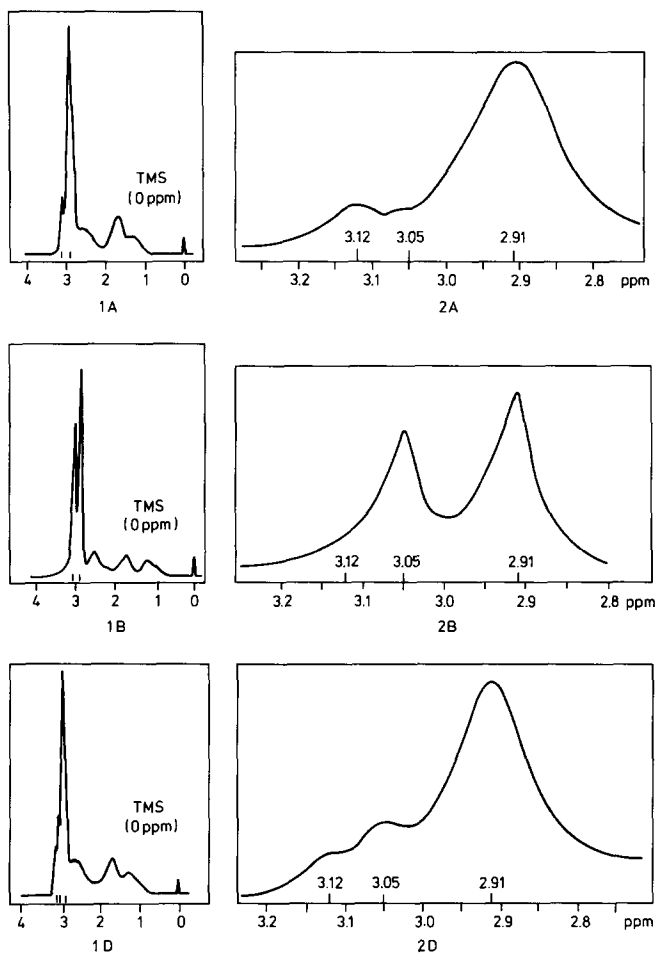 TMS
(0 ppm)
4 3 2 1 0
1A
3.12 3.05 2.91
3.2 3.1 3.0 2.9 2.8 ppm
2A
TMS
(0 ppm)
4 3 2 1 0
1B
3.12 3.05 2.91
3.2 3.1 3.0 2.9 2.8 ppm
2B
TMS
(0 ppm)
4 3 2 1 0
1D
3.12 3.05 2.91
3.2 3.1 3.0 2.9 2.8 ppm
2D